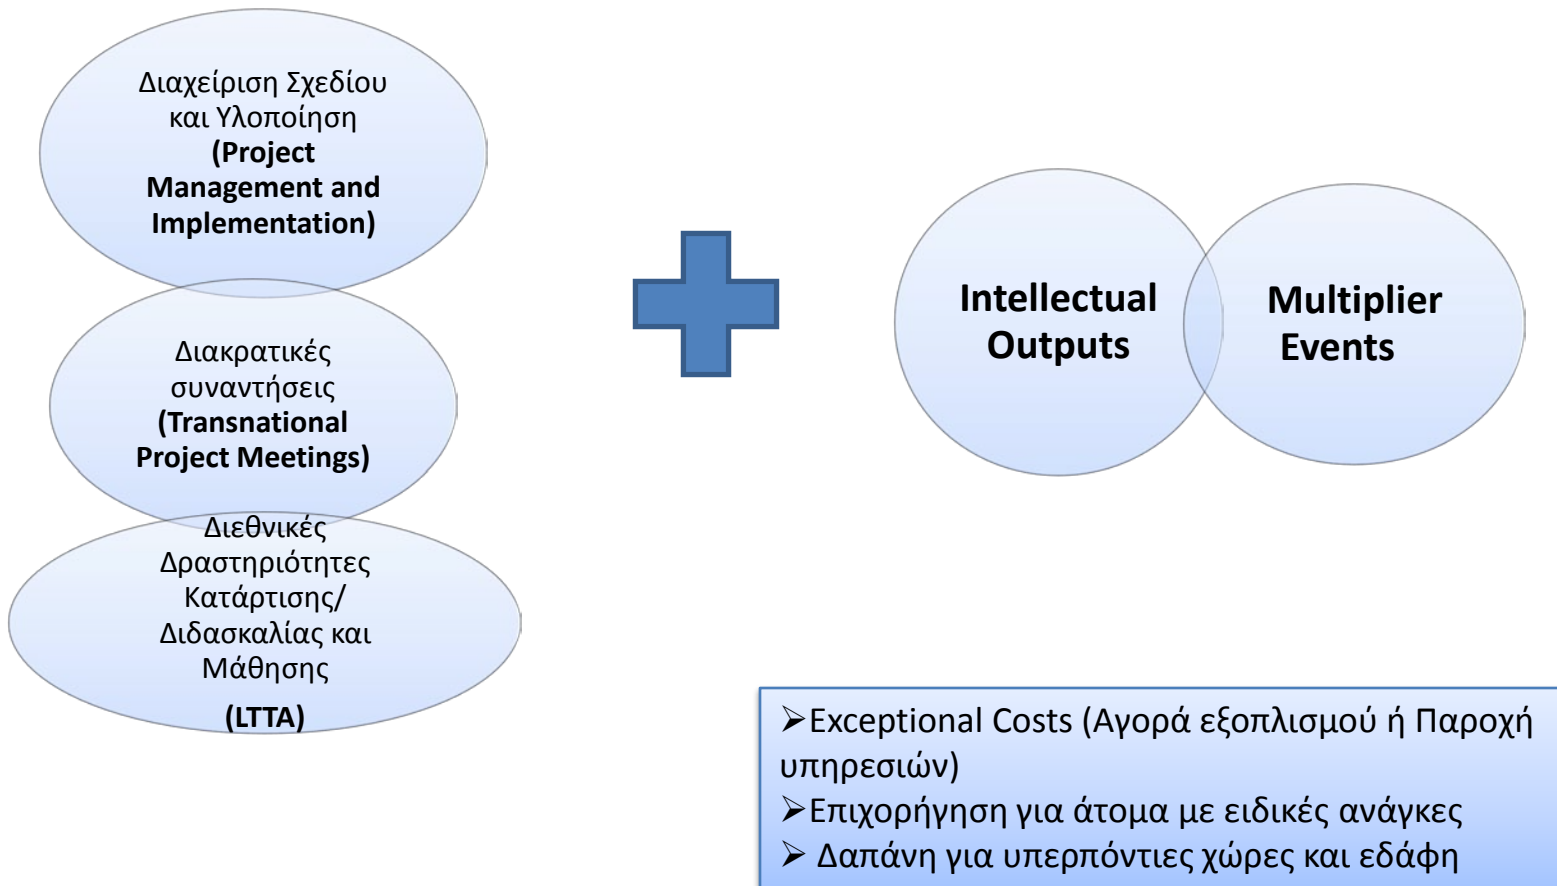 Διαχείριση Σχεδίου
και Υλοποίηση
(Project
Management and
Implementation)
Διακρατικές
συναντήσεις
(Transnational
Project Meetings)
Διεθνικές
Δραστηριότητες
Κατάρτισης/
Διδασκαλίας και
Μάθησης
(LTTA)
Intellectual
Outputs
Multiplier
Events
➢Exceptional Costs (Αγορά εξοπλισμού ή Παροχή
υπηρεσιών)
➢Επιχορήγηση για άτομα με ειδικές ανάγκες
➢ Δαπάνη για υπερπόντιες χώρες και εδάφη